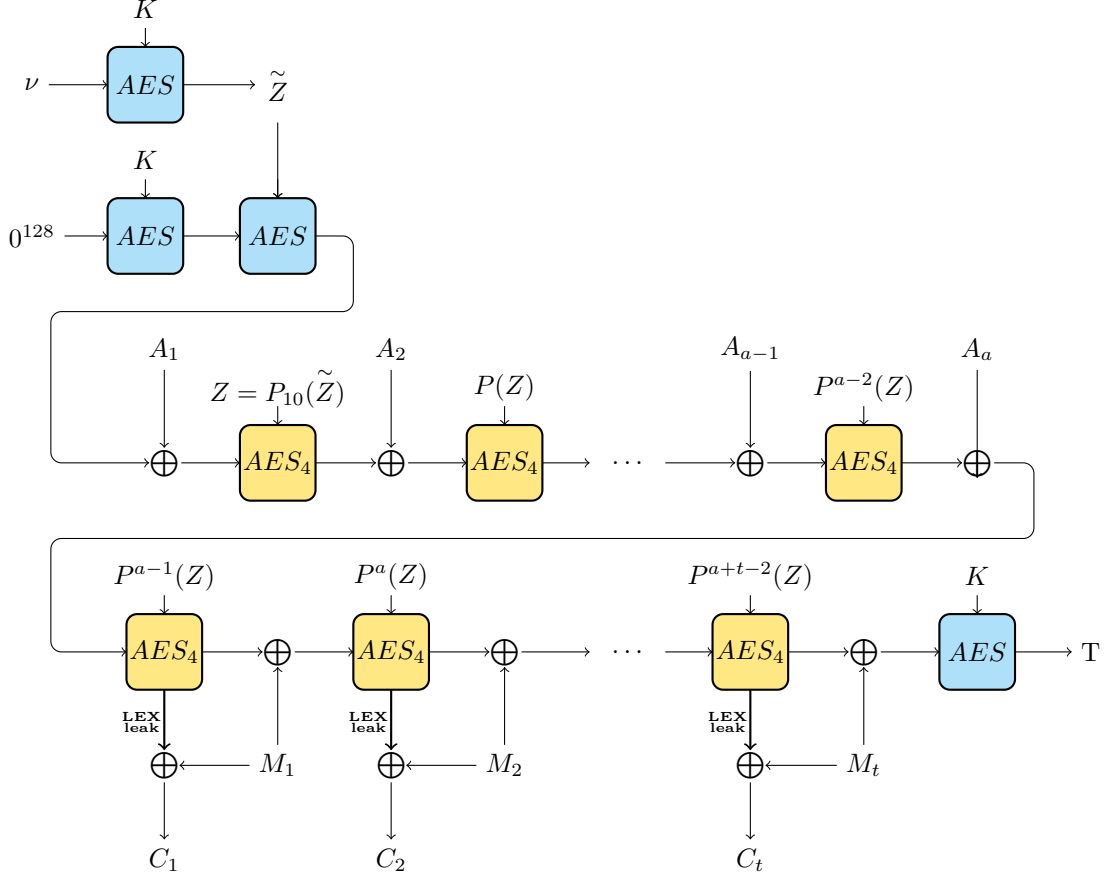 K
ν
AES
Z̃
K
0^128
AES
AES
A_1
A_2
A_{a−1}
A_a
Z = P_10(Z̃)
P(Z)
P^{a−2}(Z)
AES_4
AES_4
···
AES_4
P^{a−1}(Z)
P^a(Z)
P^{a+t−2}(Z)
K
AES_4
AES_4
···
AES_4
AES
T
LEX
leak
LEX
leak
LEX
leak
M_1
M_2
M_t
C_1
C_2
C_t